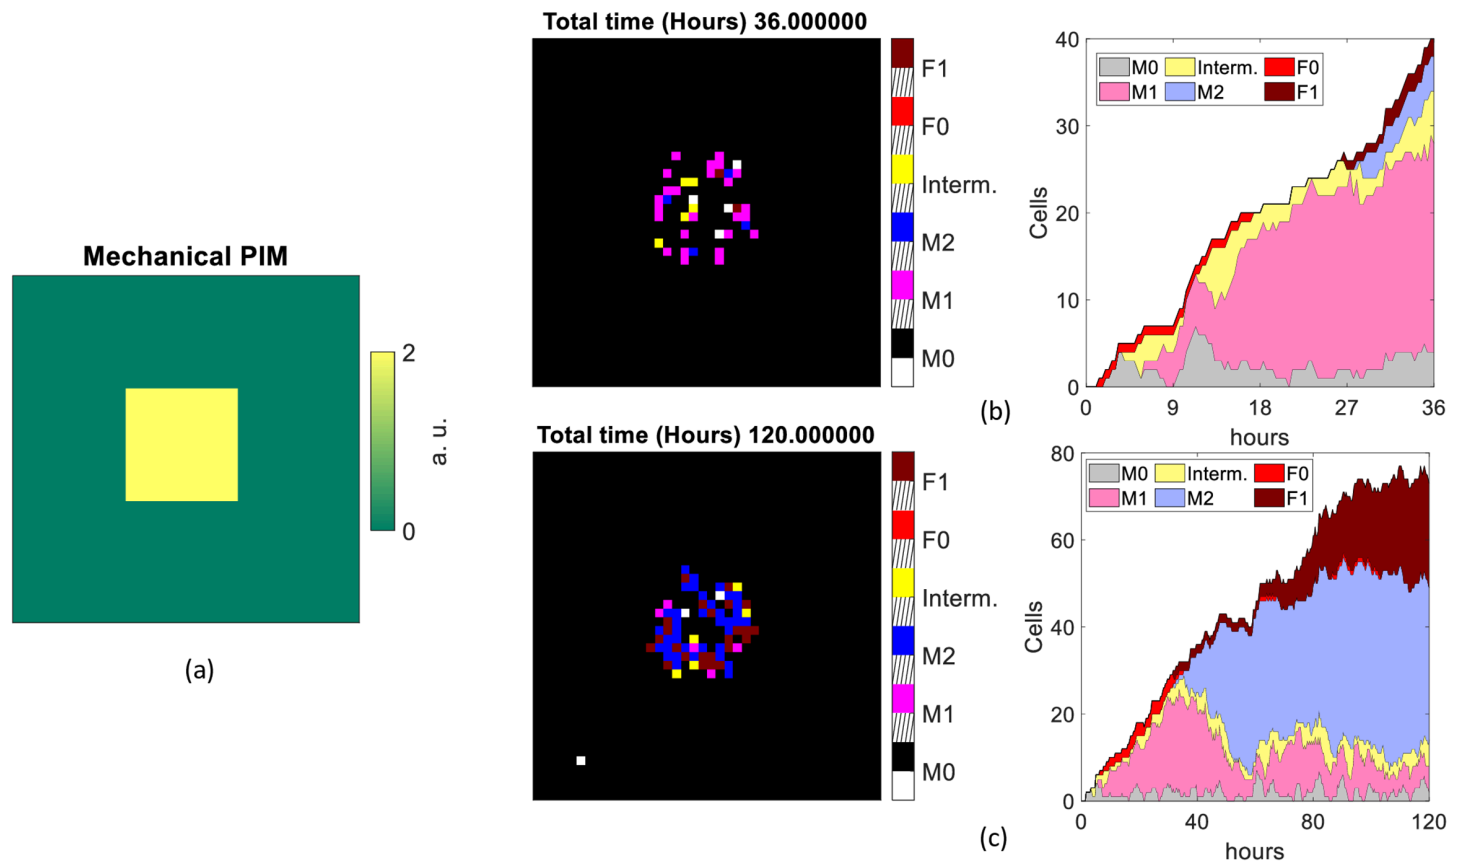 Mechanical PIM
2
0
a. u.
(a)
Total time (Hours) 36.000000
F1
F0
Interm.
M2
M1
M0
(b)
40
30
20
10
0
Cells
M0 Interm. F0
M1 M2 F1
0 9 18 27 36
hours
Total time (Hours) 120.000000
F1
F0
Interm.
M2
M1
M0
(c)
80
60
40
20
0
Cells
M0 Interm. F0
M1 M2 F1
0 40 80 120
hours